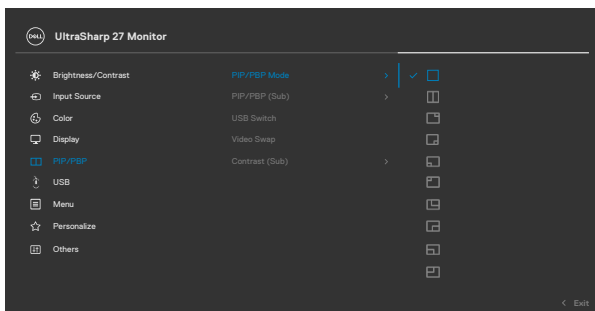 DELL UltraSharp 27 Monitor
Brightness/Contrast PIP/PBP Mode
Input Source PIP/PBP (Sub)
Color USB Switch
Display Video Swap
PIP/PBP Contrast (Sub)
USB
Menu
Personalize
Others
Exit